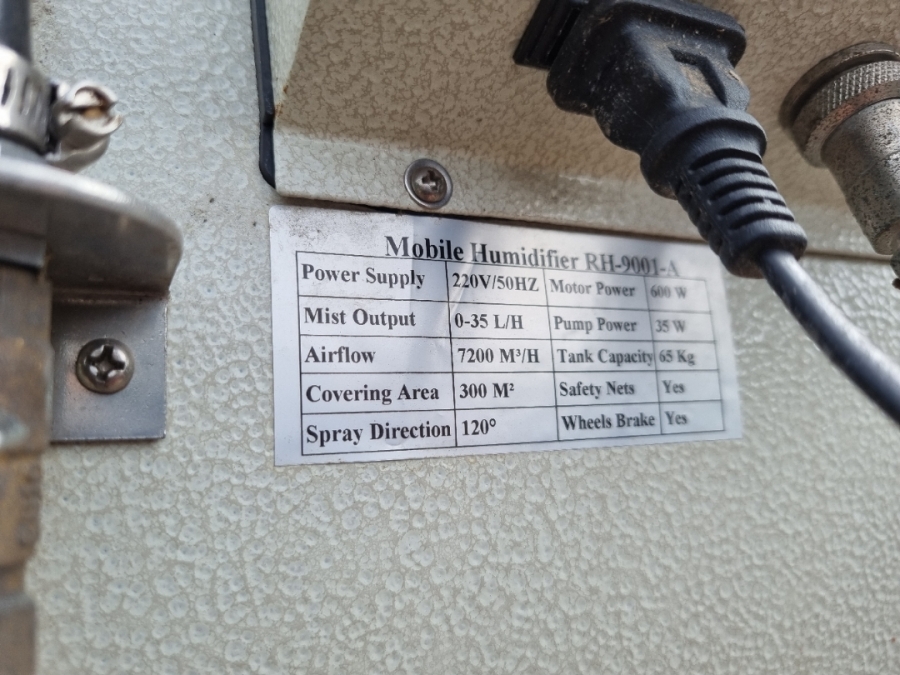 Mobile Humidifier RH-9001-A
Power Supply 220V/50HZ Motor Power 600 W
Mist Output 0-35 L/H Pump Power 35 W
Airflow 7200 M³/H Tank Capacity 65 Kg
Covering Area 300 M² Safety Nets Yes
Spray Direction 120° Wheels Brake Yes